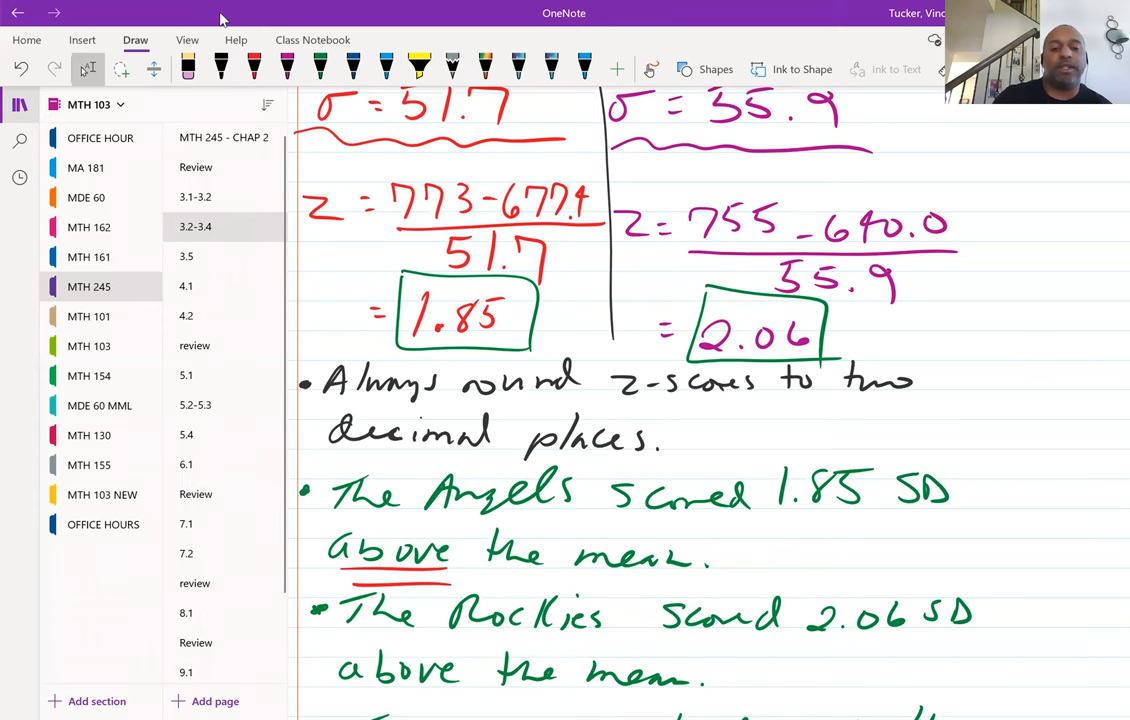 OneNote
Tucker, Vinc
Home Insert Draw View Help Class Notebook
Shapes Ink to Shape Ink to Text
MTH 103
OFFICE HOUR
MA 181
MDE 60
MTH 162
MTH 161
MTH 245
MTH 101
MTH 103
MTH 154
MDE 60 MML
MTH 130
MTH 155
MTH 103 NEW
OFFICE HOURS
Add section
MTH 245 - CHAP 2
Review
3.1-3.2
3.2-3.4
3.5
4.1
4.2
review
5.1
5.2-5.3
5.4
6.1
Review
7.1
7.2
review
8.1
Review
9.1
Add page
σ = 51.7
z = 773-677.4
51.7
= 1.85
σ = 55.9
z = 755-640.0
55.9
= 2.06
• Always round z-scores to two
decimal places.
• The Angels scored 1.85 SD
above the mean.
• The Rockies scored 2.06 SD
above the mean.